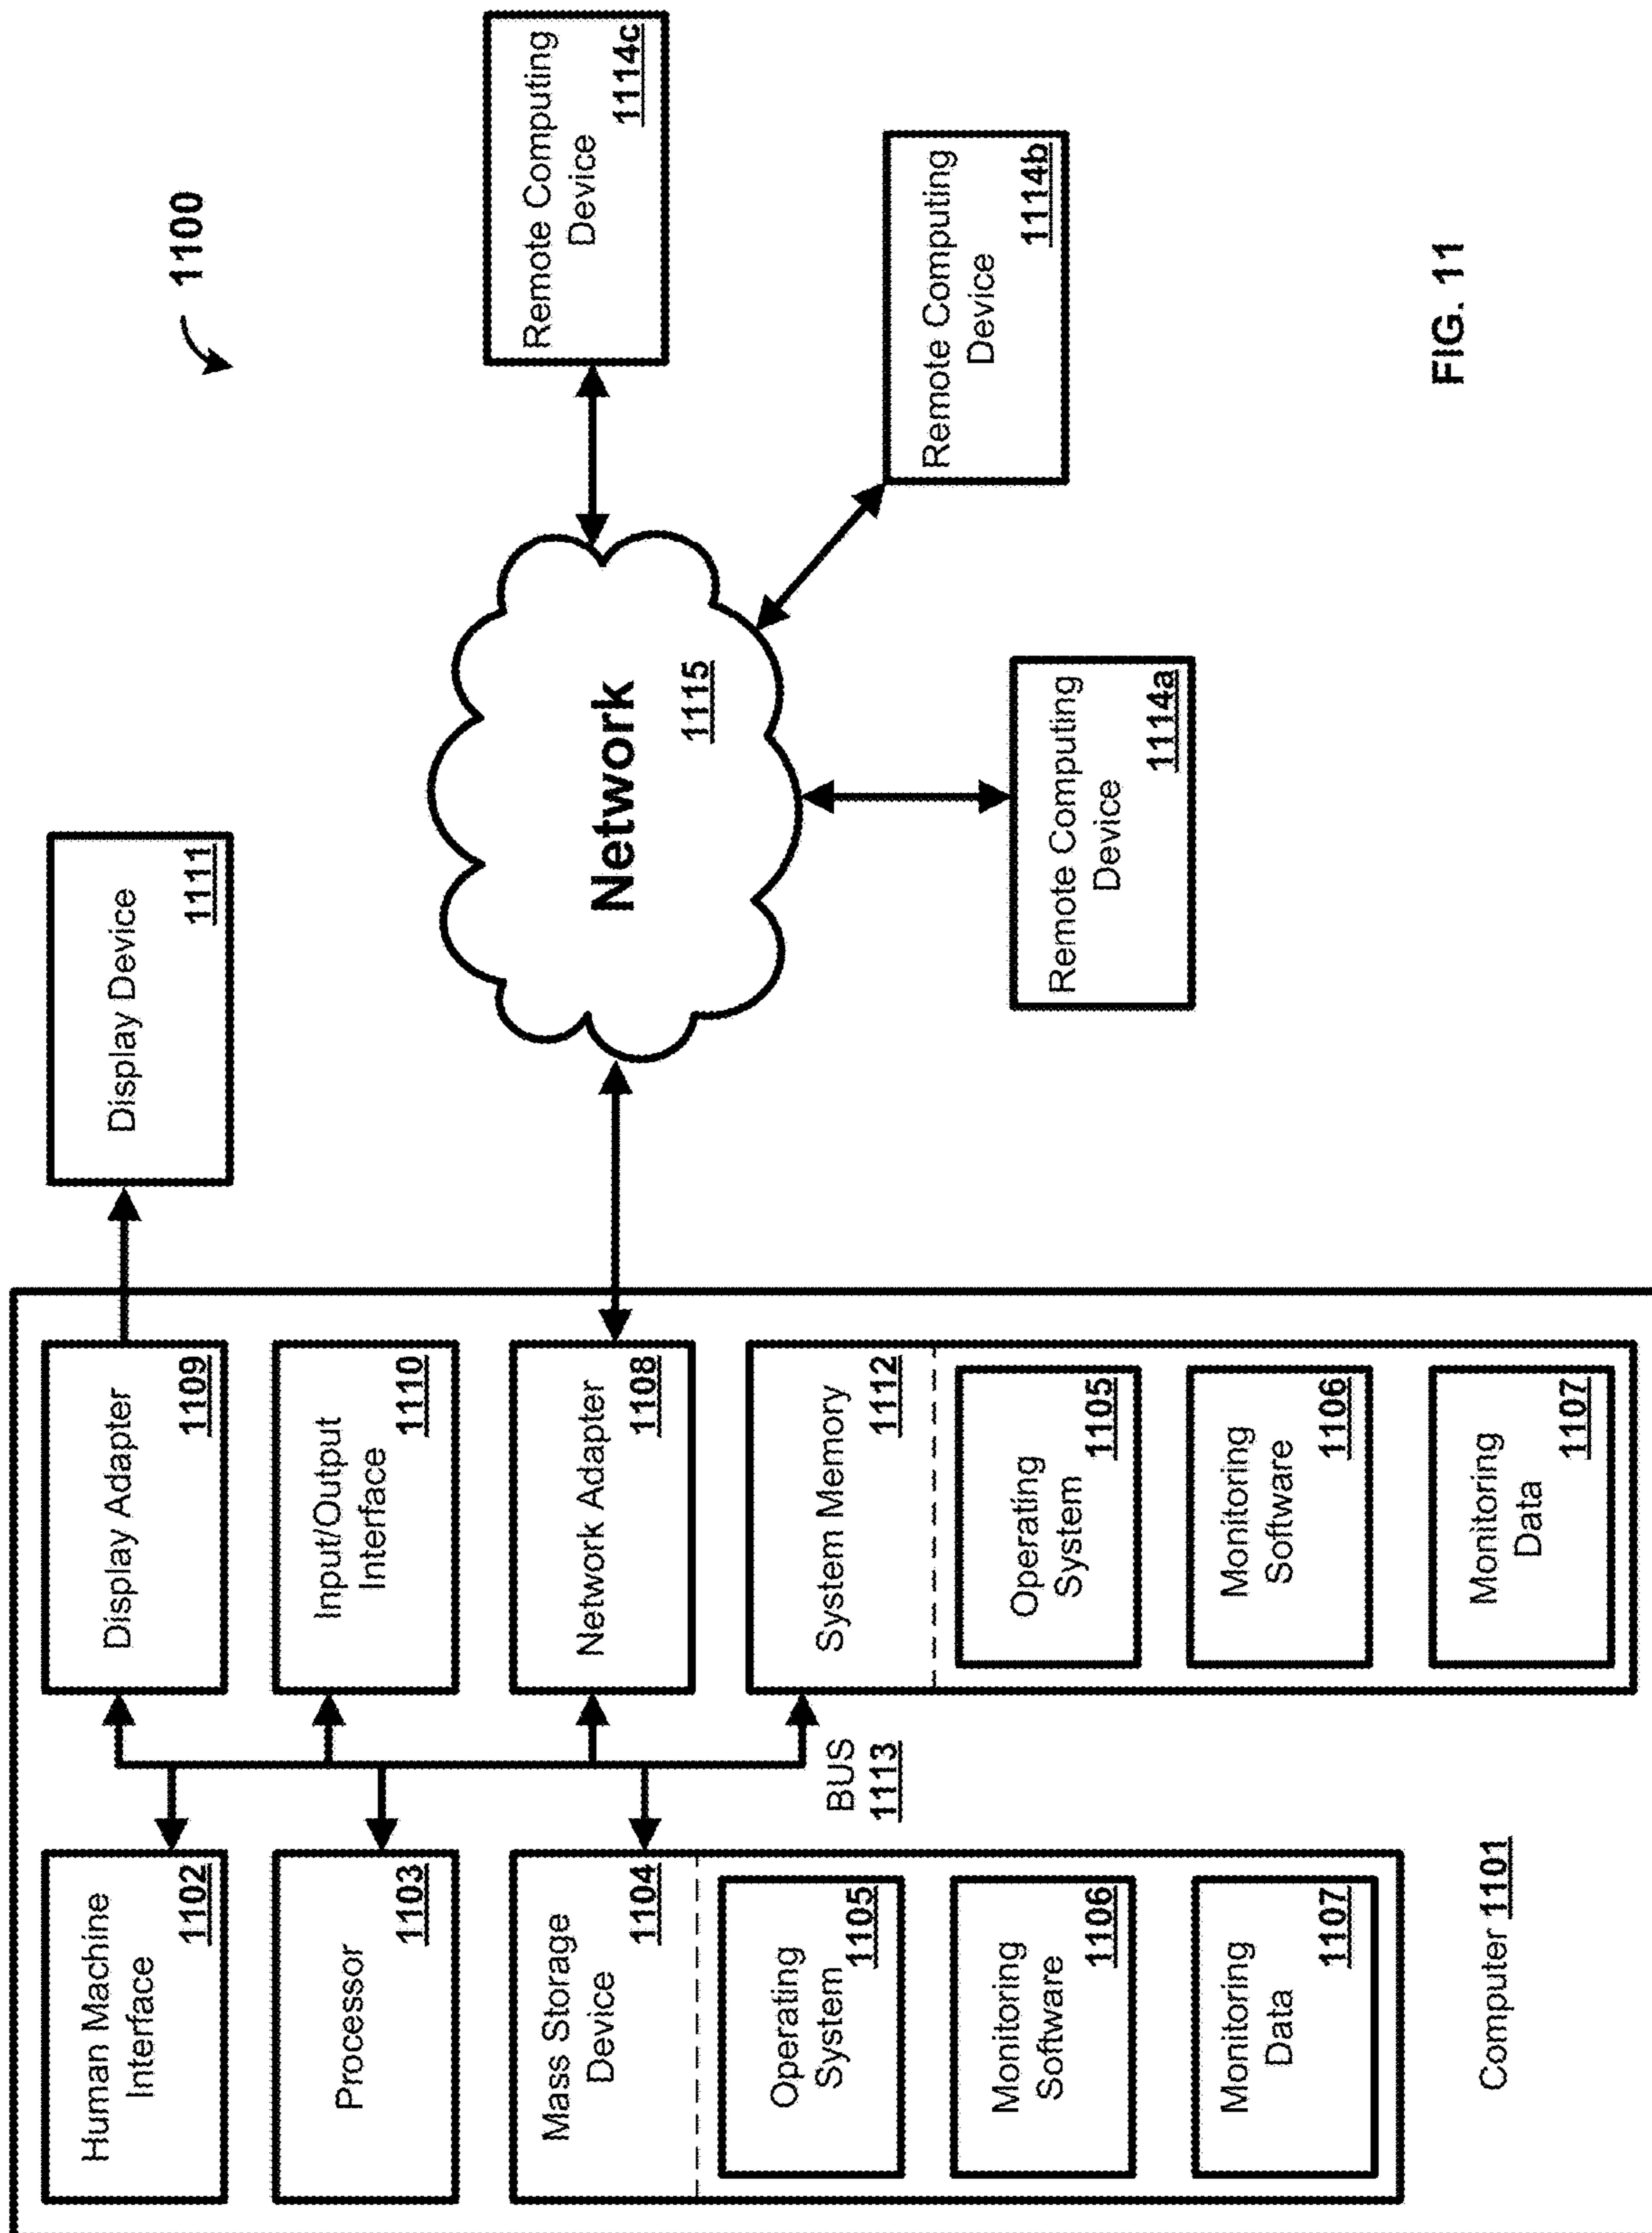 1100
Human Machine
Interface
1102
Processor
1103
Mass Storage
Device
1104
Operating
System
1105
Monitoring
Software
1106
Monitoring
Data
1107
Computer 1101
BUS
1113
Display Adapter
1109
Input/Output
Interface
1110
Network Adapter
1108
System Memory
1112
Operating
System
1105
Monitoring
Software
1106
Monitoring
Data
1107
Display Device
1111
Network
1115
Remote Computing
Device
1114a
Remote Computing
Device
1114b
Remote Computing
Device
1114c
FIG. 11